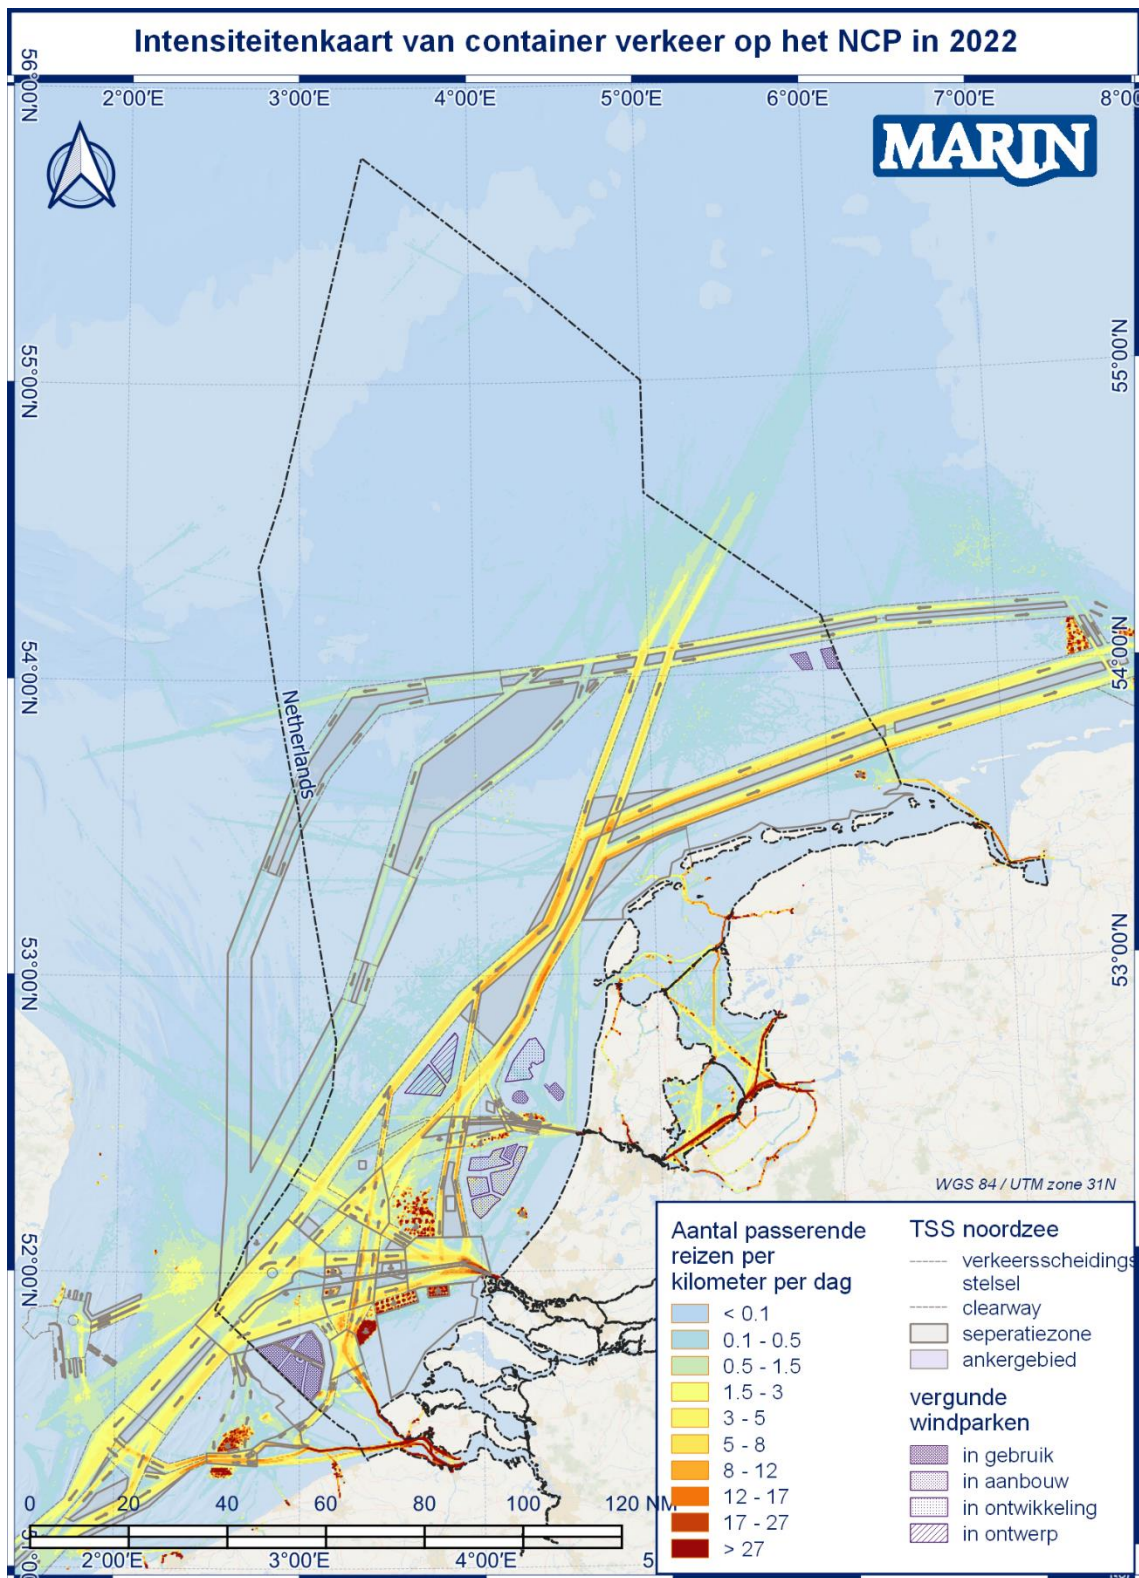 Intensiteitenkaart van container verkeer op het NCP in 2022
56°00'N
2°00'E
3°00'E
4°00'E
5°00'E
6°00'E
7°00'E
8°0
MARIN
55°00'N
55°00'N
54°00'N
54°00'N
Netherlands
53°00'N
53°00'N
52°00'N
WGS 84 / UTM zone 31N
Aantal passerende
reizen per
kilometer per dag
< 0.1
0.1 - 0.5
0.5 - 1.5
1.5 - 3
3 - 5
5 - 8
8 - 12
12 - 17
17 - 27
> 27
TSS noordzee
verkeersscheidings
stelsel
clearway
seperatiezone
ankergebied
vergunde
windparken
in gebruik
in aanbouw
in ontwikkeling
in ontwerp
0
20
40
60
80
100
120 NM
51°00'N
2°00'E
3°00'E
4°00'E
5